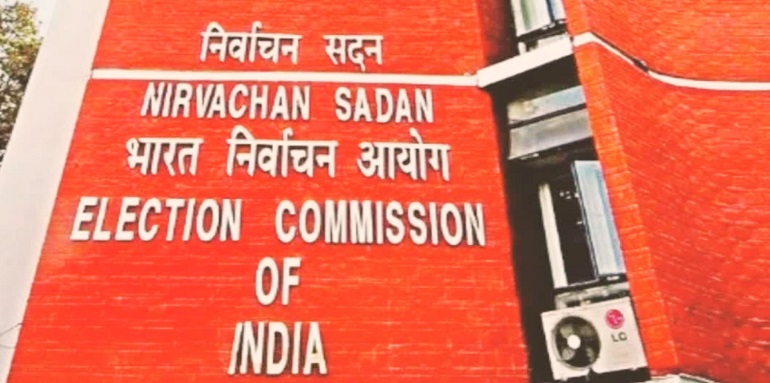 निर्वाचन सदन
NIRVACHAN SADAN
भारत निर्वाचन आयोग
ELECTION COMMISSION
OF
INDIA
LG